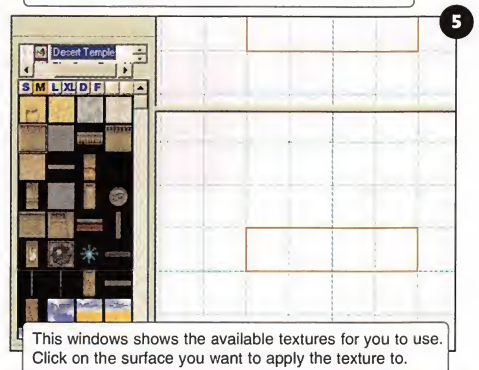 5
Desert Temple
S M L XL D F
This windows shows the available textures for you to use.
Click on the surface you want to apply the texture to.